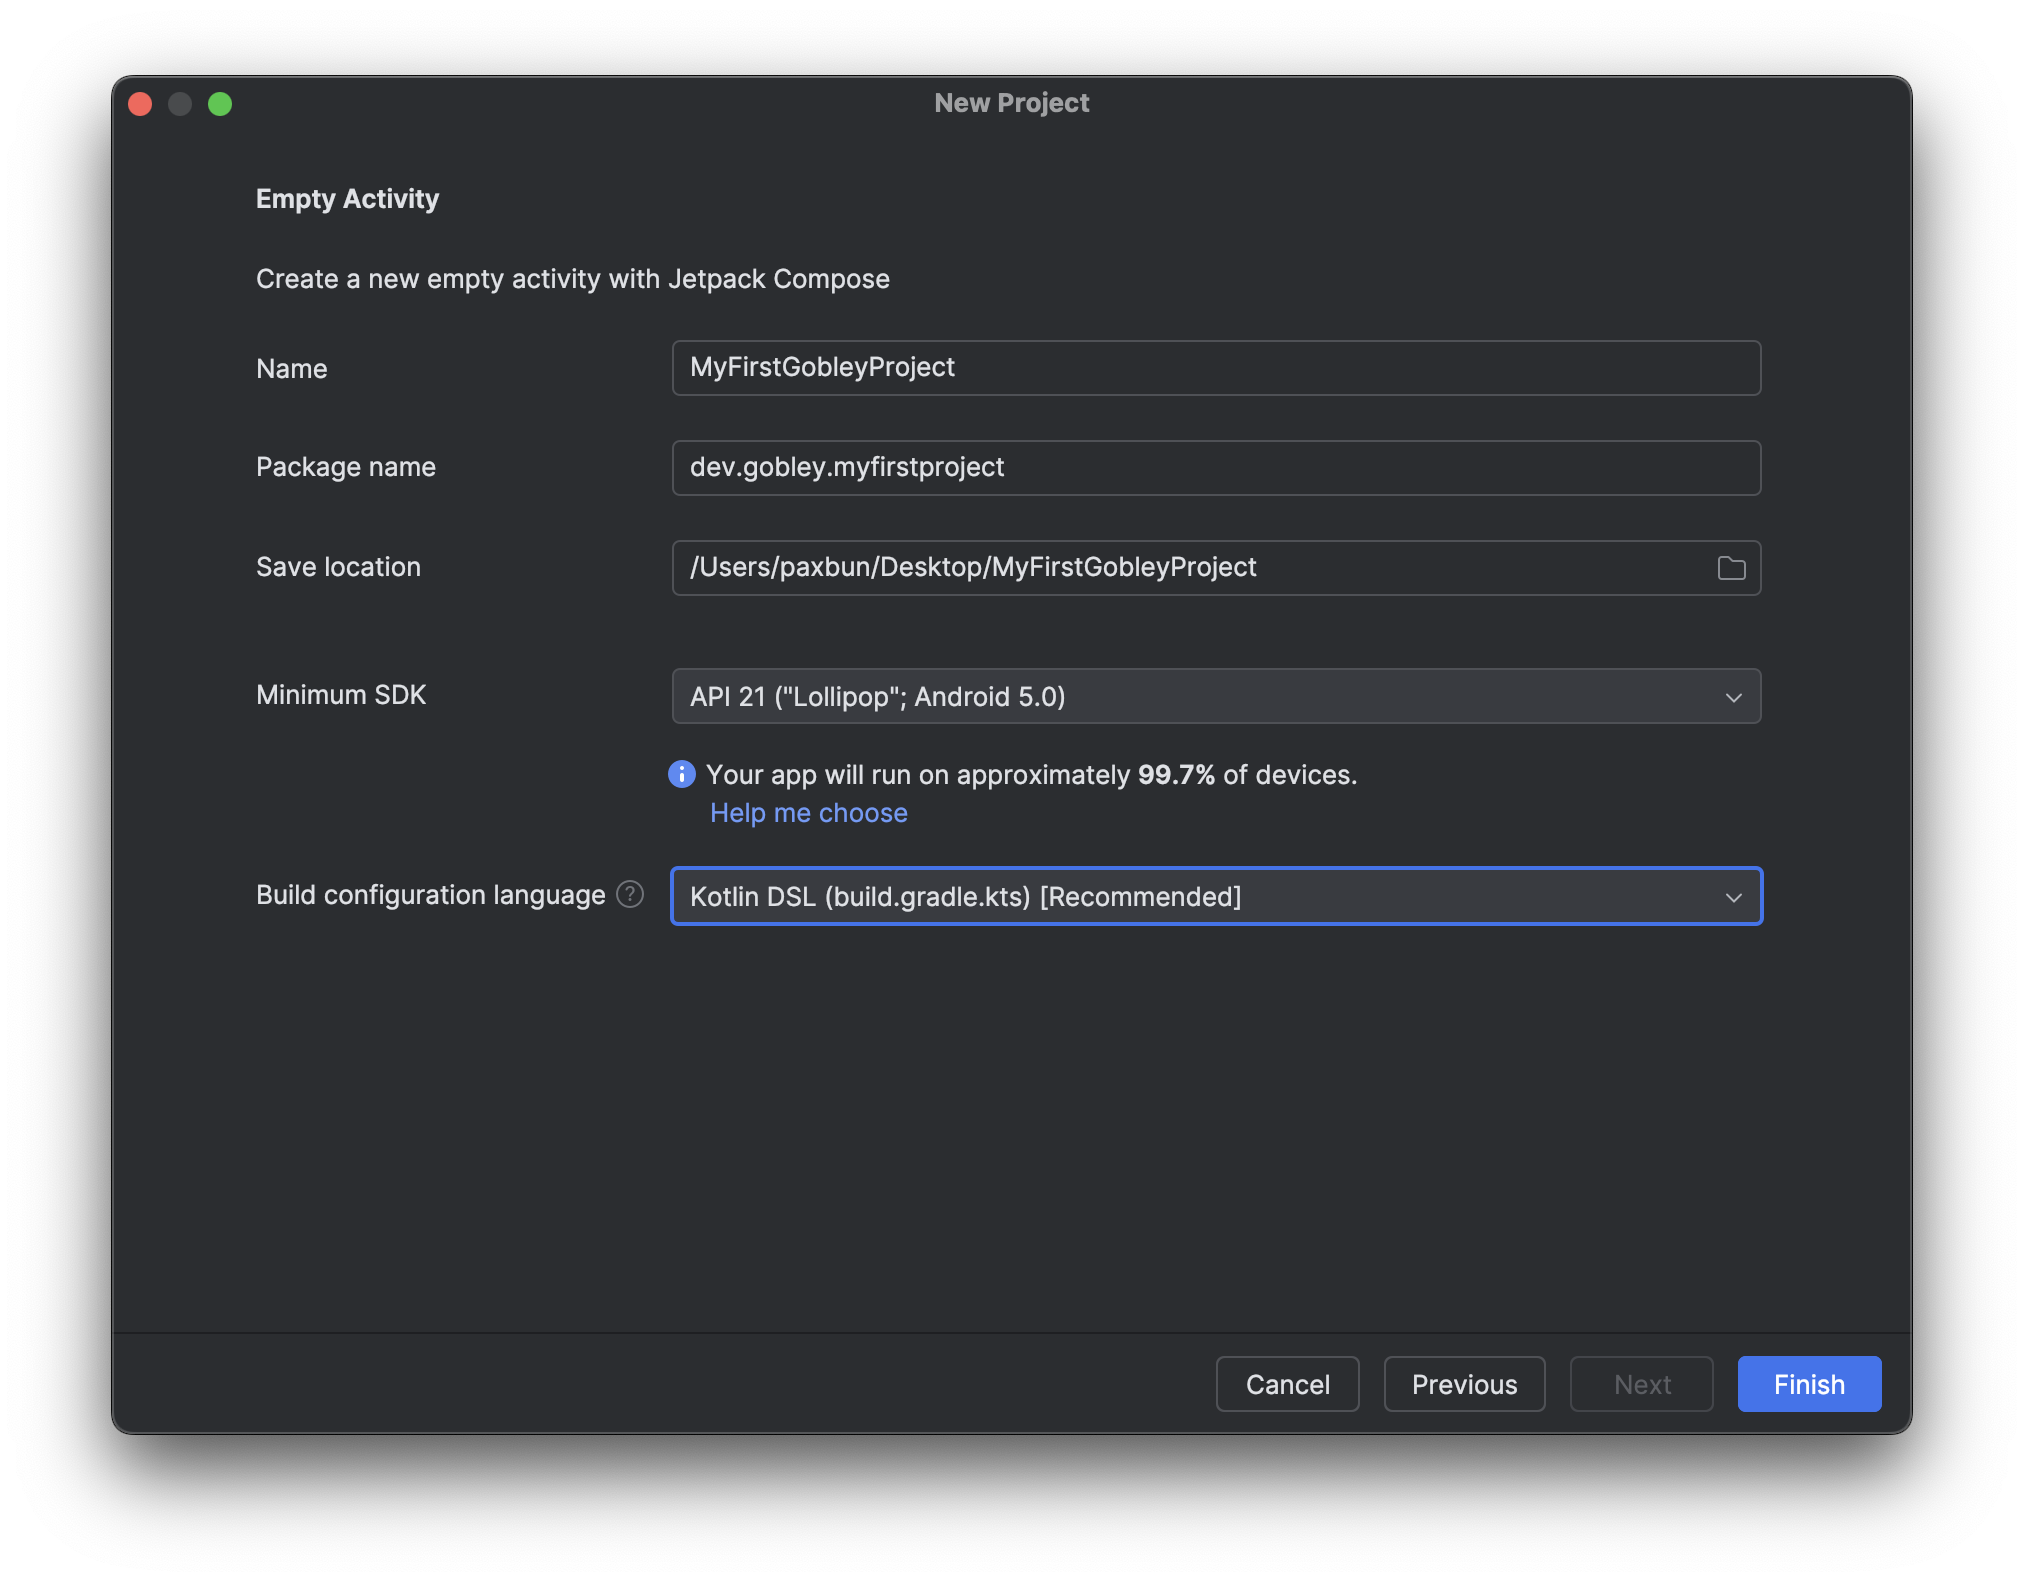 New Project
Empty Activity
Create a new empty activity with Jetpack Compose
Name
MyFirstGobleyProject
Package name
dev.gobley.myfirstproject
Save location
/Users/paxbun/Desktop/MyFirstGobleyProject
Minimum SDK
API 21 ("Lollipop"; Android 5.0)
Your app will run on approximately 99.7% of devices.
Help me choose
Build configuration language ?
Kotlin DSL (build.gradle.kts) [Recommended]
Cancel
Previous
Next
Finish